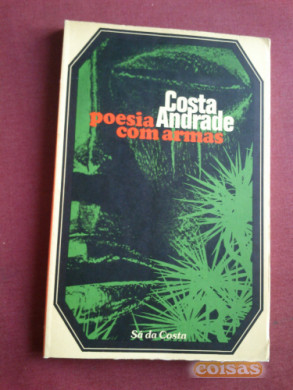 Costa
Andrade
poesia
com armas
Sá da Costa
coisas